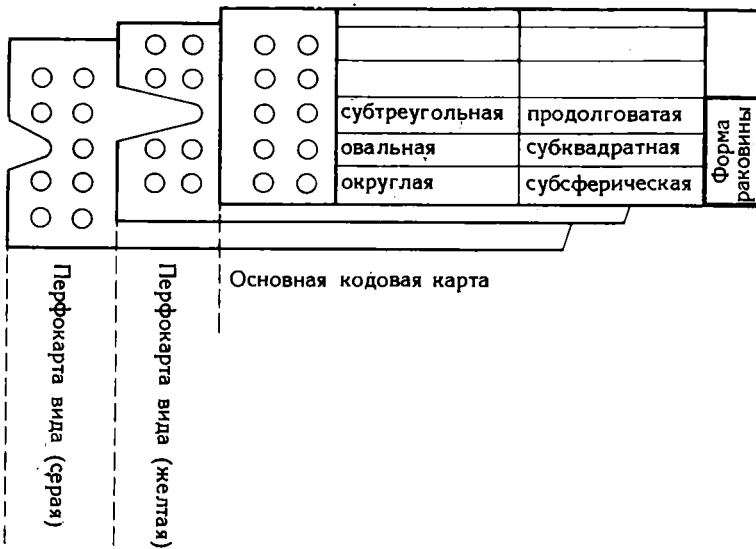 субтреугольная продолговатая
овальная субквадратная
округлая субсферическая
Форма
раковины
Основная кодовая карта
Перфокарта вида (серая)
Перфокарта вида (желтая)